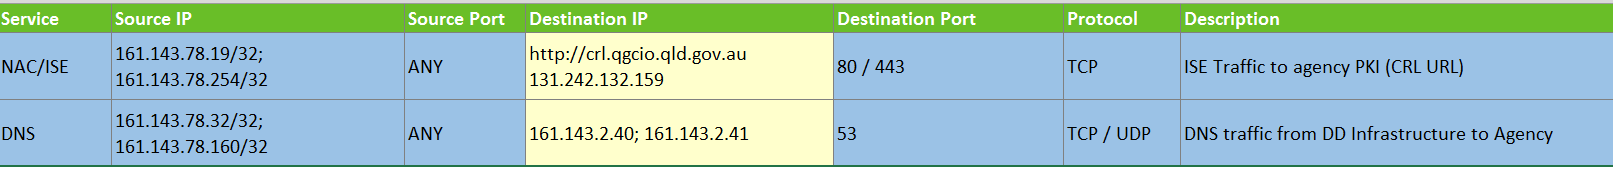 Service Source IP Source Port Destination IP Destination Port Protocol Description
NAC/ISE 161.143.78.19/32; 161.143.78.254/32 ANY http://crl.qgcio.qld.gov.au 131.242.132.159 80 / 443 TCP ISE Traffic to agency PKI (CRL URL)
DNS 161.143.78.32/32; 161.143.78.160/32 ANY 161.143.2.40; 161.143.2.41 53 TCP / UDP DNS traffic from DD Infrastructure to Agency